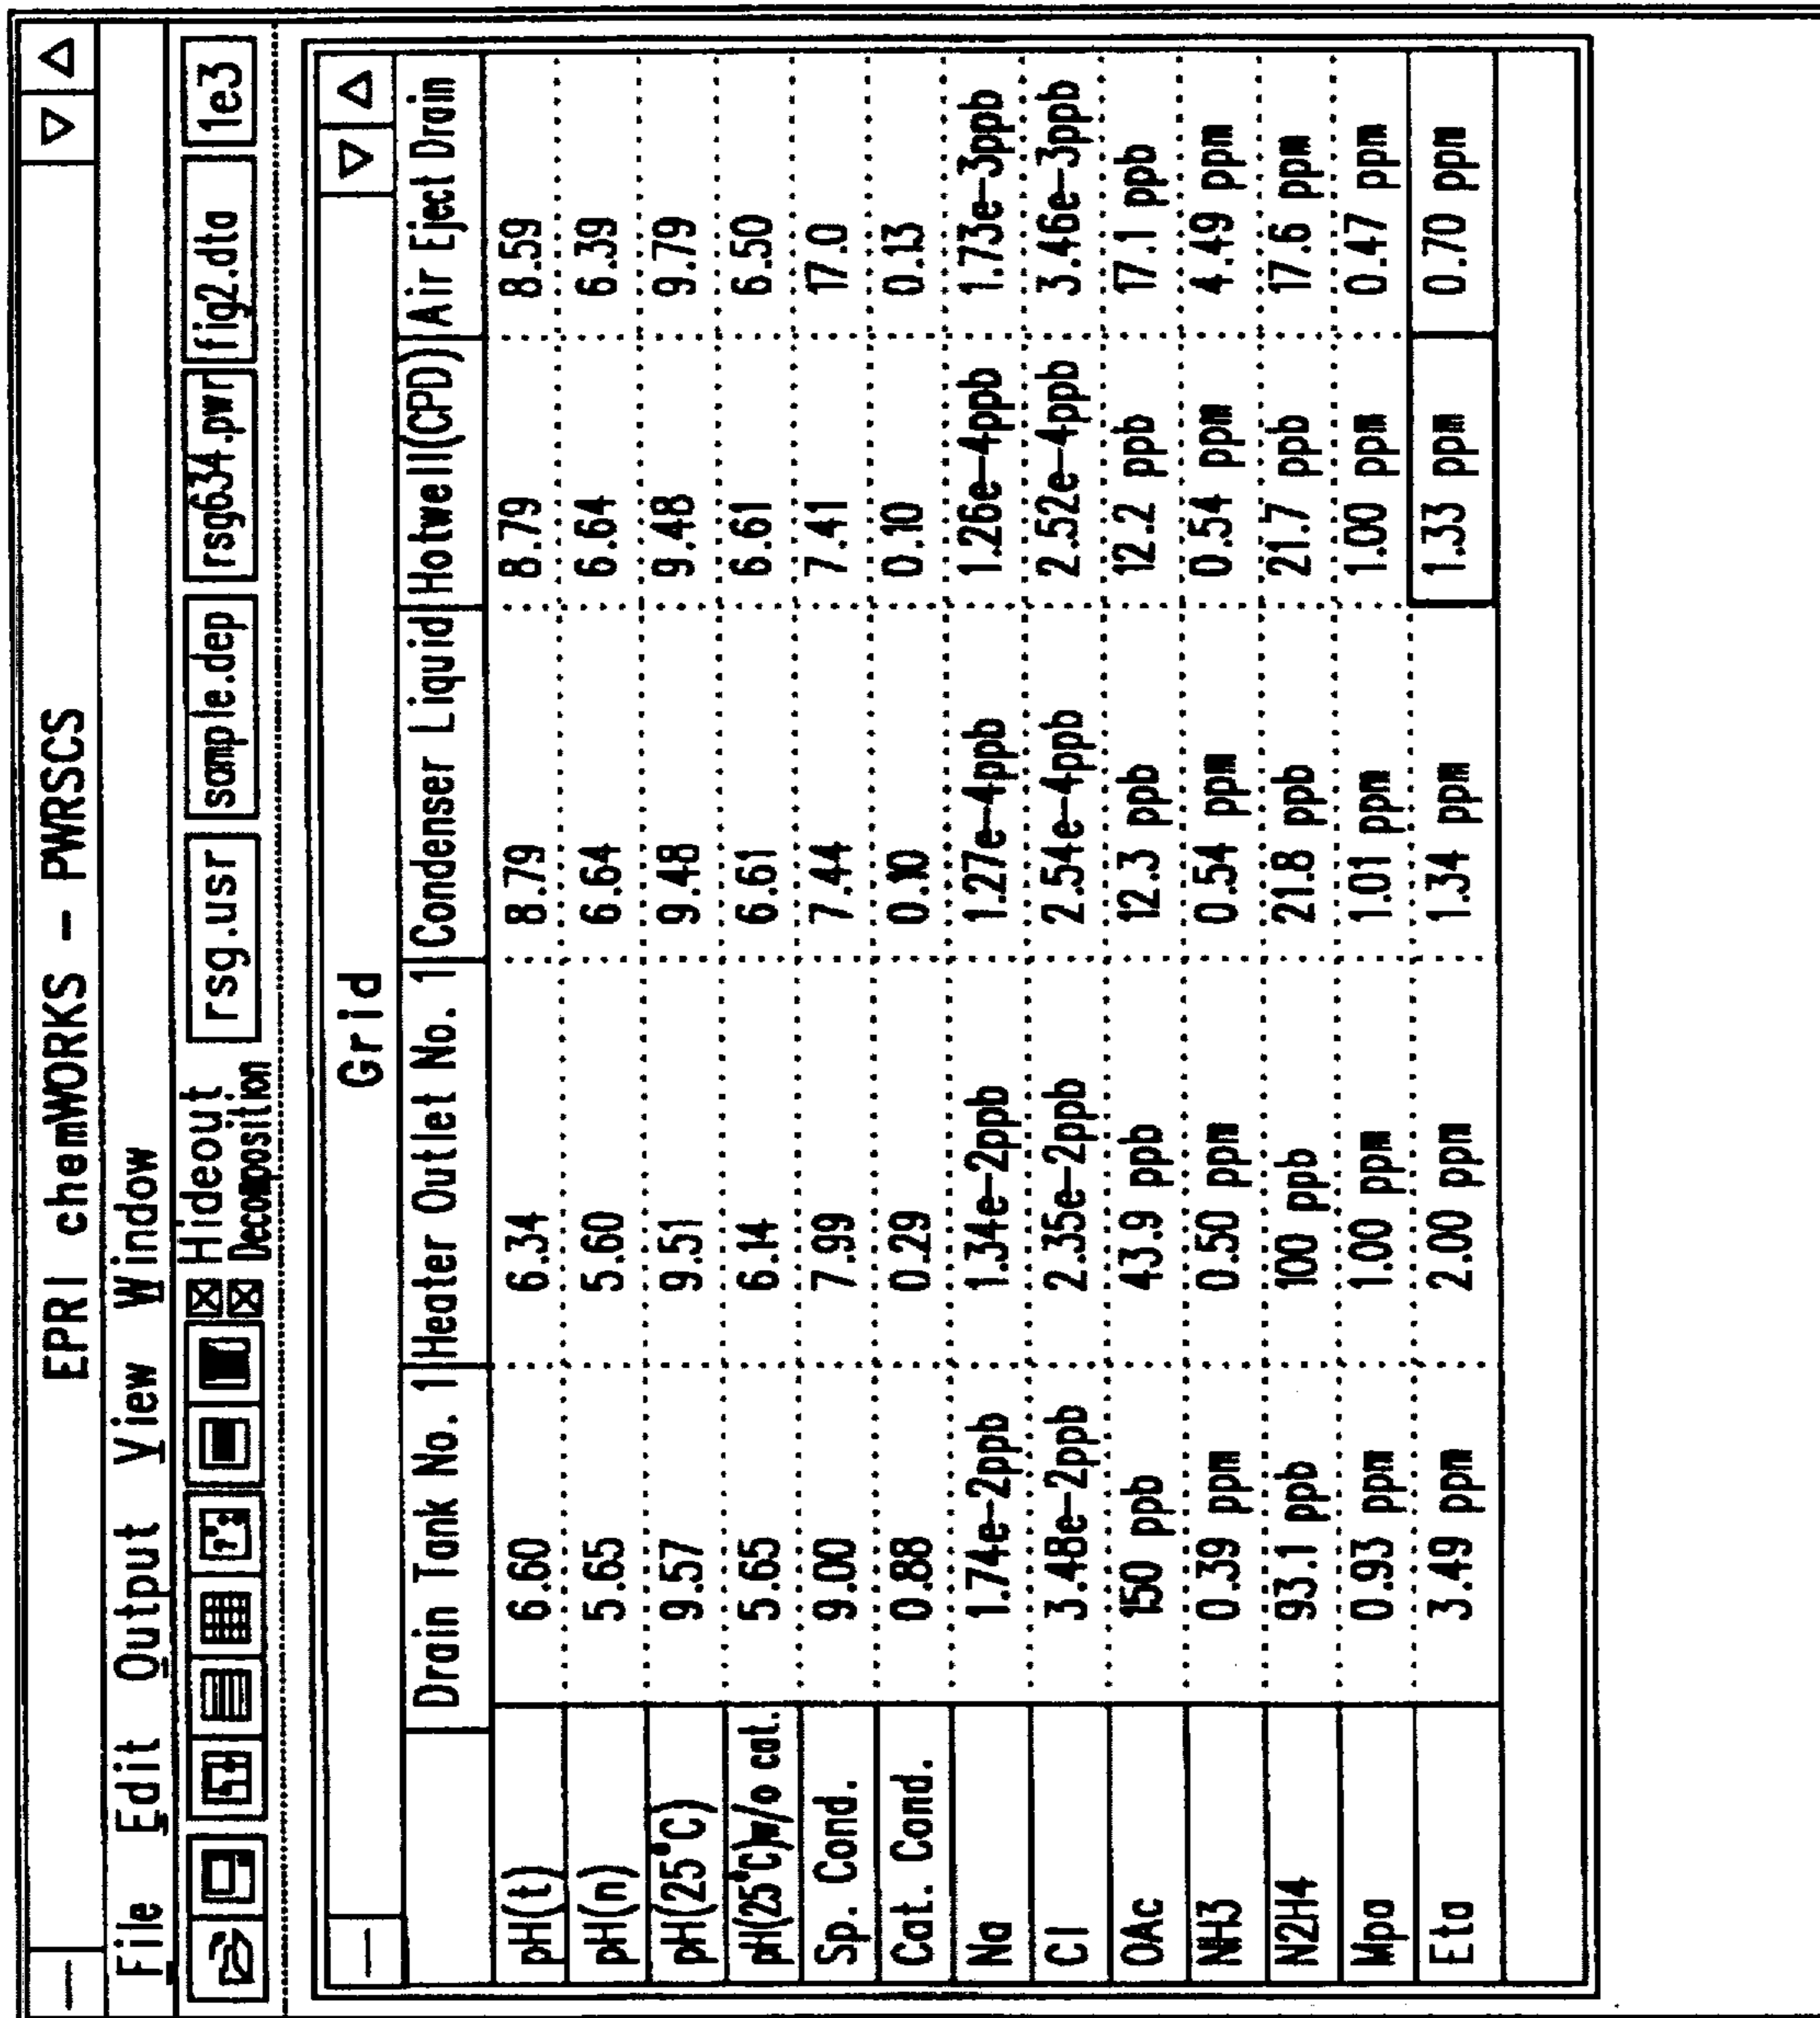 EPRI chemWORKS - PWRSCS
File Edit Output View Window
Hideout
Decomposition
rsg.usr sample.dep rsg634.pwr fig2.dta 1e3
Grid
Drain Tank No. 1 Heater Outlet No. 1 Condenser Liquid Hotwell(CPD) Air Eject Drain
pH(t) 6.60 6.34 8.79 8.79 8.59
pH(n) 5.65 5.60 6.64 6.64 6.39
pH(25°C) 9.57 9.51 9.48 9.48 9.79
pH(25°C)w/o cat. 5.65 6.14 6.61 6.61 6.50
Sp. Cond. 9.00 7.99 7.44 7.41 17.0
Cat. Cond. 0.88 0.29 0.10 0.10 0.13
Na 1.74e-2ppb 1.34e-2ppb 1.27e-4ppb 1.26e-4ppb 1.73e-3ppb
Cl 3.48e-2ppb 2.35e-2ppb 2.54e-4ppb 2.52e-4ppb 3.46e-3ppb
OAc 150 ppb 43.9 ppb 12.3 ppb 12.2 ppb 17.1 ppb
NH3 0.39 ppm 0.50 ppm 0.54 ppm 0.54 ppm 4.49 ppm
N2H4 93.1 ppb 100 ppb 21.8 ppb 21.7 ppb 17.6 ppm
Mpa 0.93 ppm 1.00 ppm 1.01 ppm 1.00 ppm 0.47 ppm
Eta 3.49 ppm 2.00 ppm 1.34 ppm 1.33 ppm 0.70 ppm